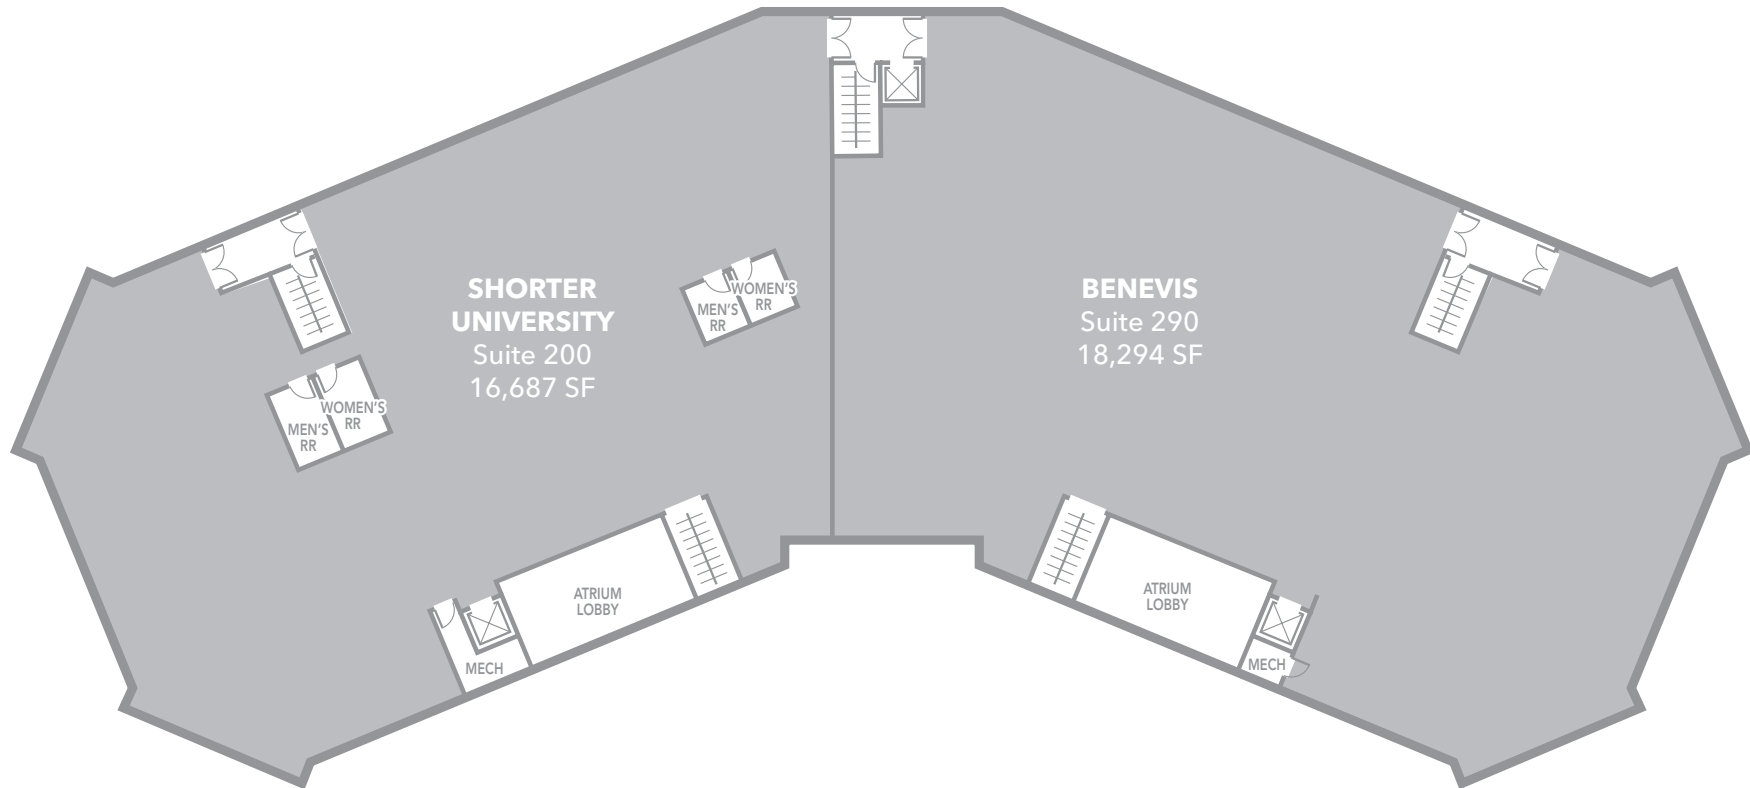 SHORTER
UNIVERSITY
Suite 200
16,687 SF
MEN'S
RR
WOMEN'S
RR
MEN'S
RR
WOMEN'S
RR
ATRIUM
LOBBY
MECH
BENEVIS
Suite 290
18,294 SF
ATRIUM
LOBBY
MECH